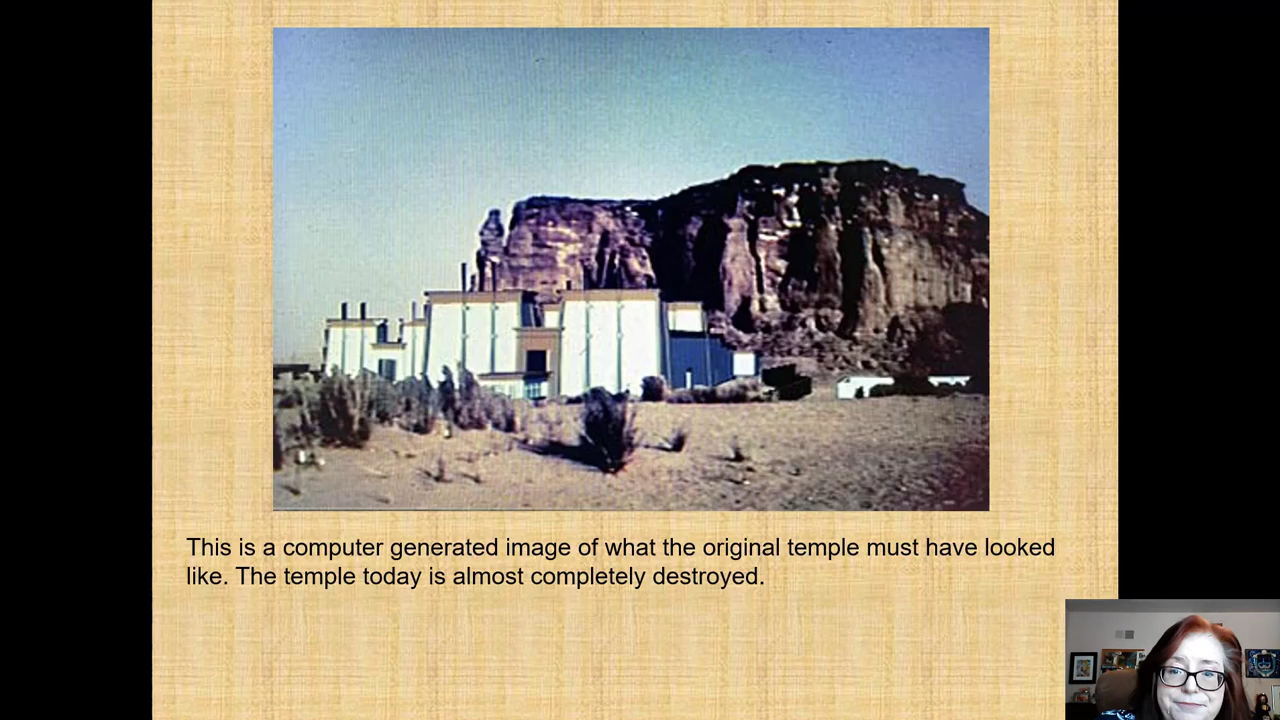 This is a computer generated image of what the original temple must have looked
like. The temple today is almost completely destroyed.